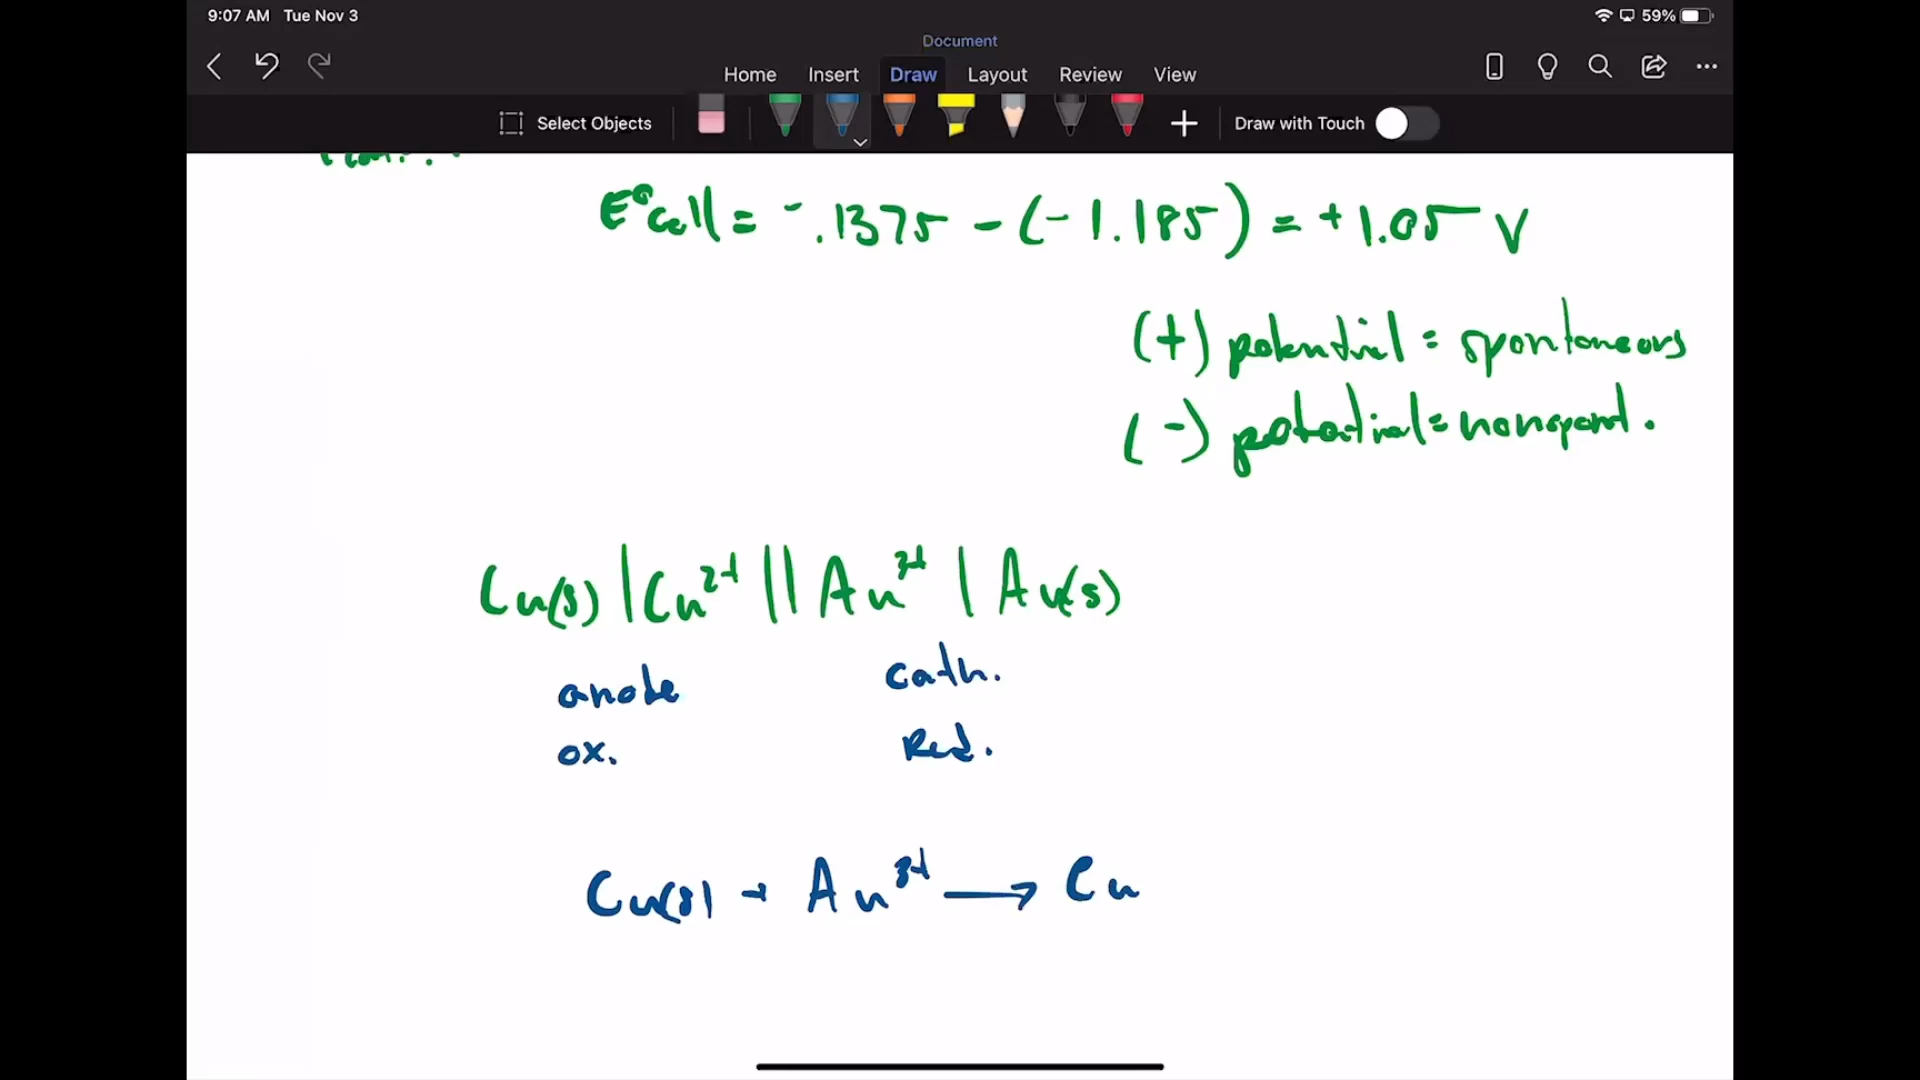 9:07 AM Tue Nov 3
59%
Document
Home Insert Draw Layout Review View
Select Objects
Draw with Touch
E°cell = -.1375 - (-1.185) = +1.05 V
(+) potential = spontaneous
(-) potential = nonspont.
Cu(s) | Cu²⁺ || Au³⁺ | Au(s)
anode cath.
ox. Red.
Cu(s) + Au³⁺ → Cu